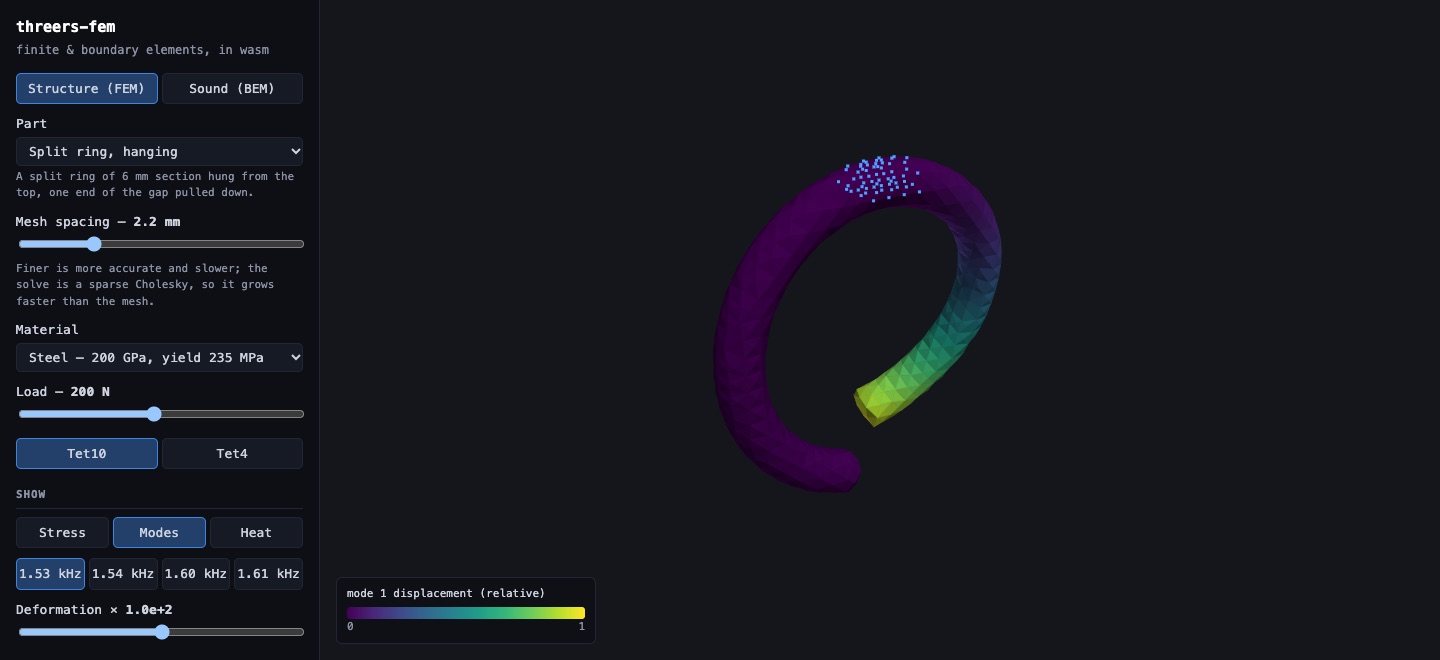 threers-fem
finite & boundary elements, in wasm
Structure (FEM)
Sound (BEM)
Part
Split ring, hanging
A split ring of 6 mm section hung from the
top, one end of the gap pulled down.
Mesh spacing — 2.2 mm
Finer is more accurate and slower; the
solve is a sparse Cholesky, so it grows
faster than the mesh.
Material
Steel — 200 GPa, yield 235 MPa
Load — 200 N
Tet10
Tet4
SHOW
Stress
Modes
Heat
1.53 kHz
1.54 kHz
1.60 kHz
1.61 kHz
Deformation × 1.0e+2
mode 1 displacement (relative)
0
1